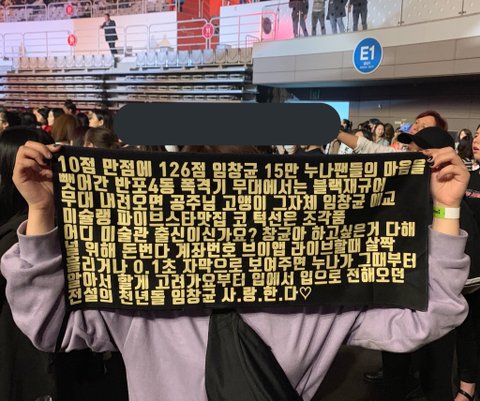 E1
10점 만점에 126점 임창균 15만 누나팬들의 마음을
뺏어간 반포4동 폭격기 무대에서는 블랙재규어
무대 내려오면 공주님 고앵이 그자체 임창균 애교
미슐랭 파이브스타맛집 코 턱선은 조각품
어디 미술관 출신이신가요? 창균아 하고싶은거 다해
널 위해 돈번다 계좌번호 브이앱 라이브할때 살짝
흘리거나 0.1초 자막으로 보여주면 누나가 그때부터
알아서 할게 고려가요부터 입에서 입으로 전해오던
전설의 천년돌 임창균 사.랑.한.다♡